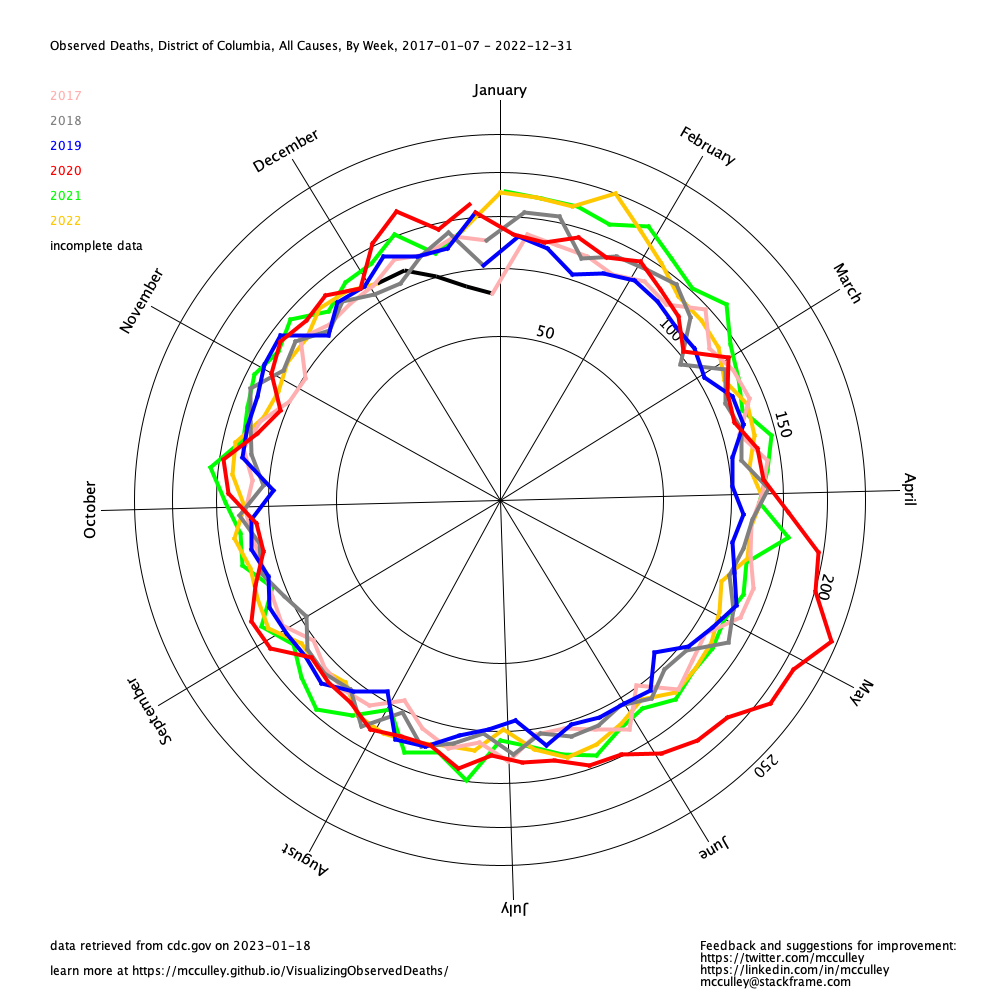 Observed Deaths, District of Columbia, All Causes, By Week, 2017-01-07 - 2022-12-31
2017
2018
2019
2020
2021
2022
incomplete data
January
February
March
April
May
June
July
August
September
October
November
December
50
100
150
200
250
data retrieved from cdc.gov on 2023-01-18
learn more at https://mcculley.github.io/VisualizingObservedDeaths/
Feedback and suggestions for improvement:
https://twitter.com/mcculley
https://linkedin.com/in/mcculley
mcculley@stackframe.com